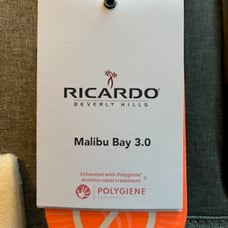 RICARDO
BEVERLY HILLS
Malibu Bay 3.0
Enhanced with Polygiene®
Antimicrobial treatment
POLYGIENE